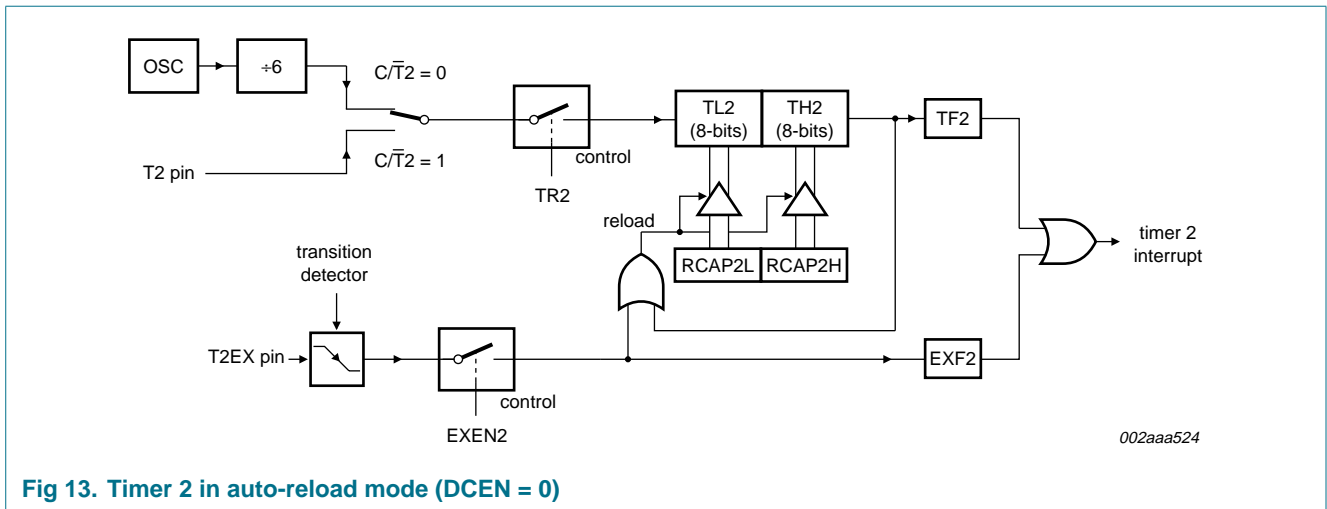 OSC
÷6
C/T̅2 = 0
T2 pin
C/T̅2 = 1
control
TR2
TL2
(8-bits)
TH2
(8-bits)
TF2
reload
RCAP2L
RCAP2H
timer 2
interrupt
transition
detector
T2EX pin
control
EXEN2
EXF2
002aaa524
Fig 13. Timer 2 in auto-reload mode (DCEN = 0)